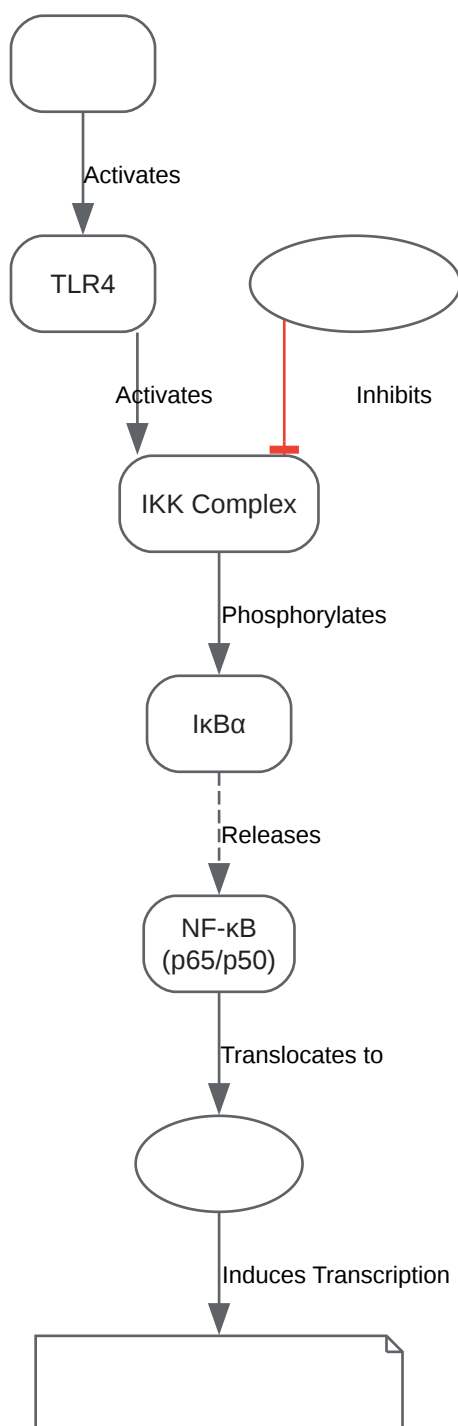 Activates
TLR4
Activates
Inhibits
IKK Complex
Phosphorylates
IκBα
Releases
NF-κB
(p65/p50)
Translocates to
Induces Transcription